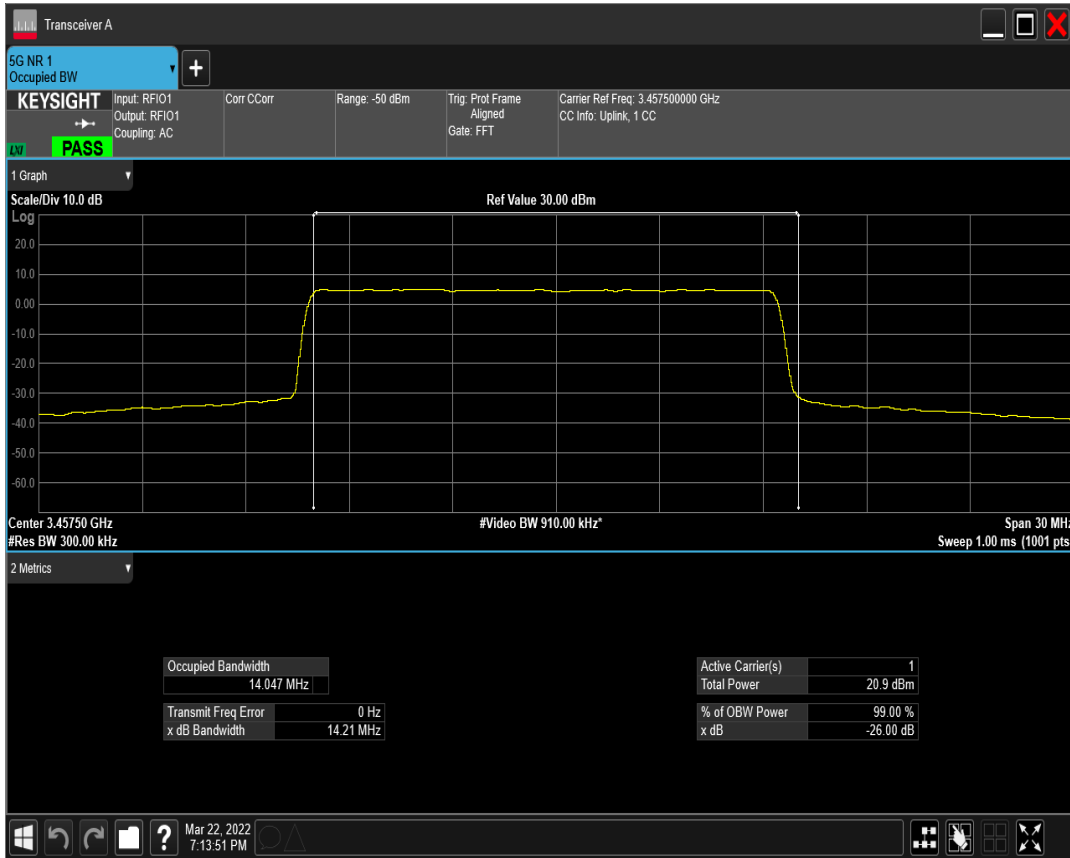 Transceiver A
5G NR 1
Occupied BW
KEYSIGHT
LXI
PASS
Input: RFIO1
Output: RFIO1
Coupling: AC
Corr CCorr
Range: -50 dBm
Trig: Prot Frame
Aligned
Gate: FFT
Carrier Ref Freq: 3.457500000 GHz
CC Info: Uplink, 1 CC
1 Graph
Scale/Div 10.0 dB
Ref Value 30.00 dBm
Log
20.0
10.0
0.00
-10.0
-20.0
-30.0
-40.0
-50.0
-60.0
Center 3.45750 GHz
#Video BW 910.00 kHz*
Span 30 MHz
#Res BW 300.00 kHz
Sweep 1.00 ms (1001 pts
2 Metrics
Occupied Bandwidth
14.047 MHz
Transmit Freq Error 0 Hz
x dB Bandwidth 14.21 MHz
Active Carrier(s) 1
Total Power 20.9 dBm
% of OBW Power 99.00 %
x dB -26.00 dB
?
Mar 22, 2022
7:13:51 PM